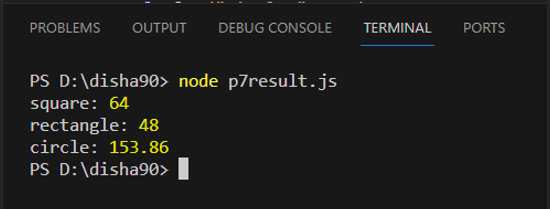 PROBLEMS OUTPUT DEBUG CONSOLE TERMINAL PORTS
PS D:\disha90> node p7result.js
square: 64
rectangle: 48
circle: 153.86
PS D:\disha90>